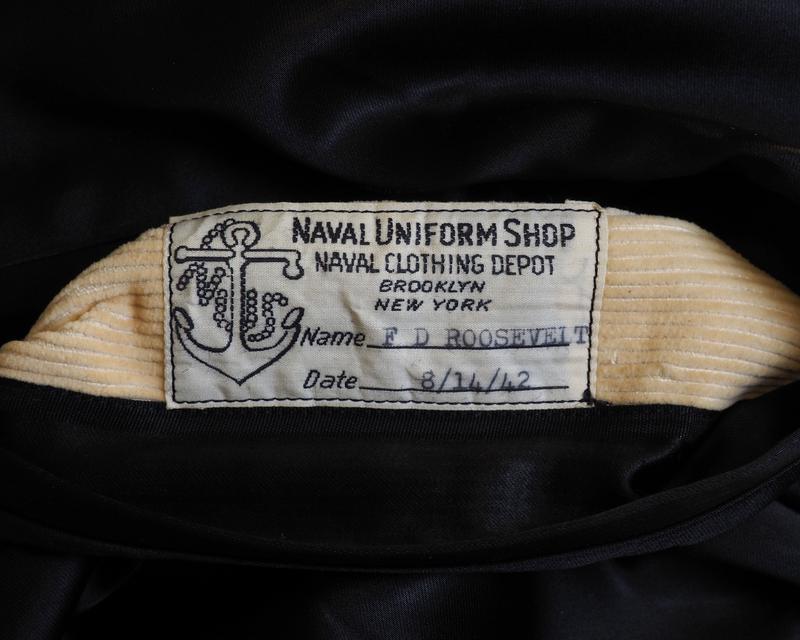 NAVAL UNIFORM SHOP
NAVAL CLOTHING DEPOT
BROOKLYN
NEW YORK
Name F D ROOSEVELT
Date 8/14/42